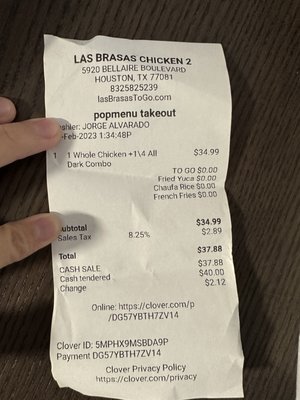 LAS BRASAS CHICKEN 2
5920 BELLAIRE BOULEVARD
HOUSTON, TX 77081
8325825239
lasBrasasToGo.com
popmenu takeout
ashier: JORGE ALVARADO
-Feb-2023 1:34:48P
1 1 Whole Chicken +1\4 All $34.99
Dark Combo
TO GO $0.00
Fried Yuca $0.00
Chaufa Rice $0.00
French Fries $0.00
ubtotal $34.99
Sales Tax 8.25% $2.89
Total $37.88
CASH SALE $37.88
Cash tendered $40.00
Change $2.12
Online: https://clover.com/p
/DG57YBTH7ZV14
Clover ID: 5MPHX9MSBDA9P
Payment DG57YBTH7ZV14
Clover Privacy Policy
https://clover.com/privacy